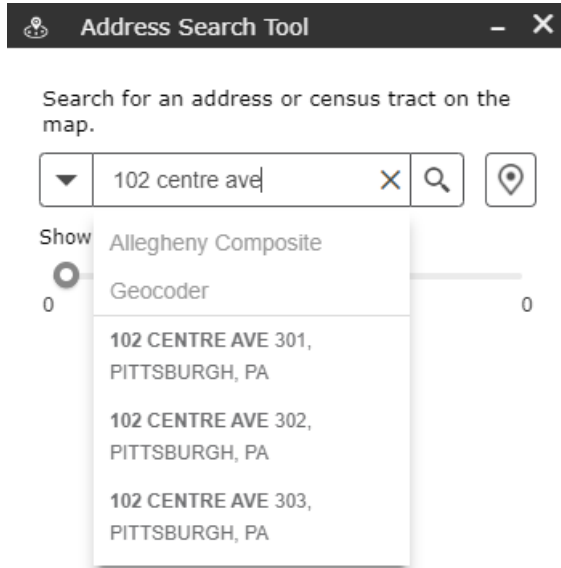 Address Search Tool
Search for an address or census tract on the
map.
102 centre ave
Show
Allegheny Composite
Geocoder
0
0
102 CENTRE AVE 301,
PITTSBURGH, PA
102 CENTRE AVE 302,
PITTSBURGH, PA
102 CENTRE AVE 303,
PITTSBURGH, PA